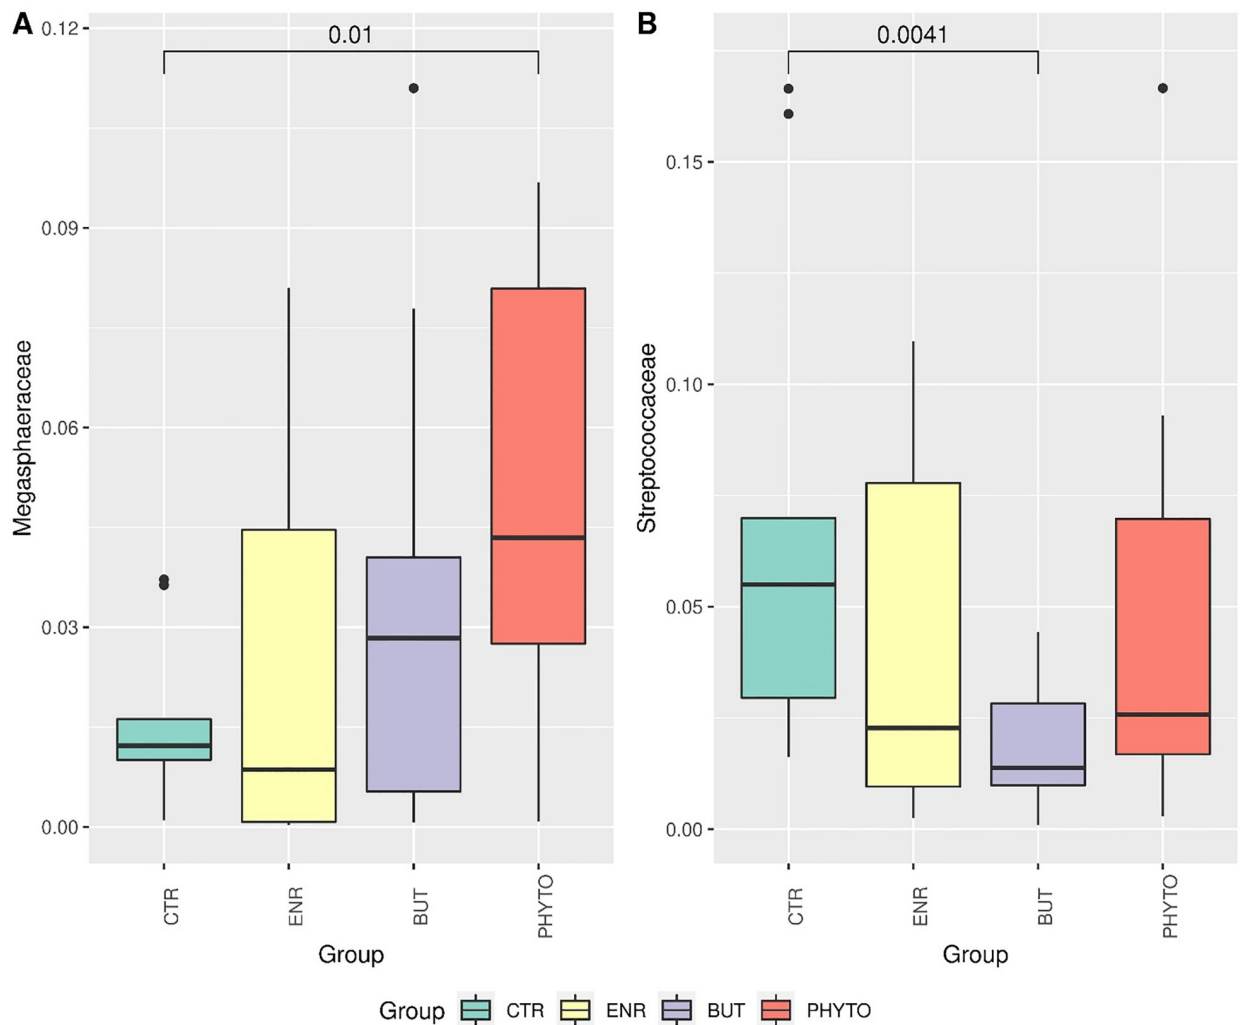 A
0.12
0.09
0.06
0.03
0.00
Megasphaeraceae
0.01
CTR
ENR
BUT
PHYTO
Group
B
0.15
0.10
0.05
0.00
Streptococcaceae
0.0041
CTR
ENR
BUT
PHYTO
Group
Group CTR ENR BUT PHYTO